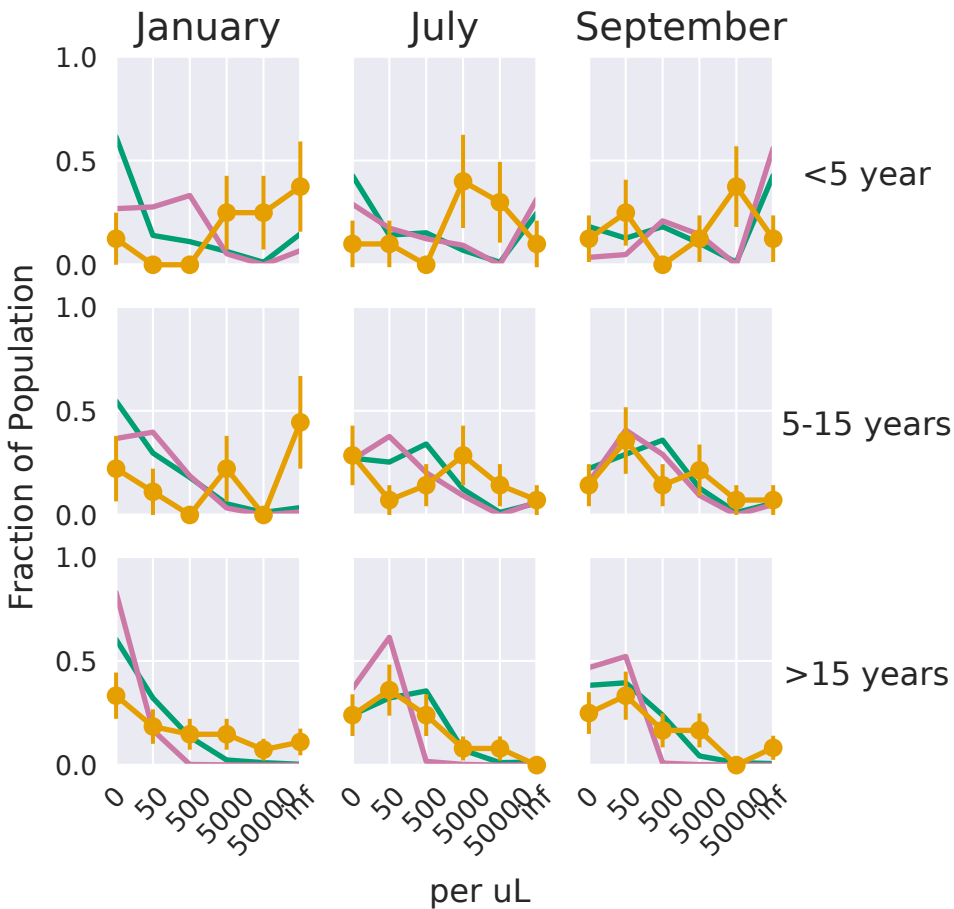 January July September
1.0
0.5
0.0
<5 year
1.0
0.5
0.0
5-15 years
1.0
0.5
0.0
>15 years
Fraction of Population
0 50 500 5000 50000 inf 0 50 500 5000 50000 inf 0 50 500 5000 50000 inf
per uL